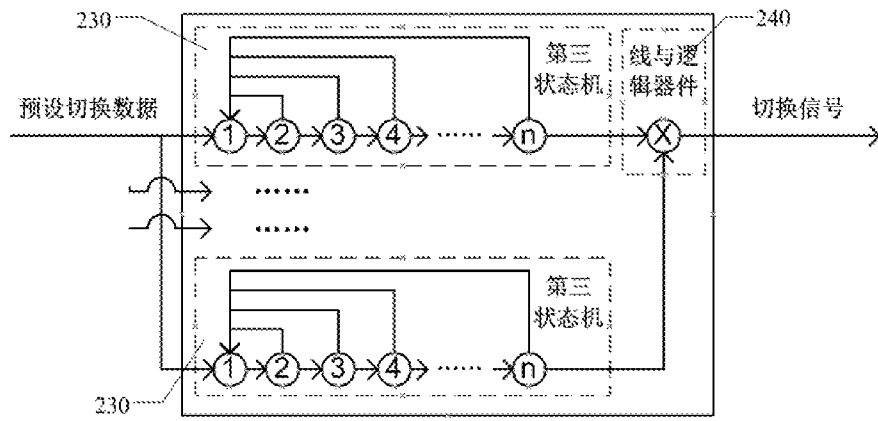 230
240
第三
状态机
线与逻
辑器件
预设切换数据
切换信号
1 2 3 4 ······ n X
······
······
第三
状态机
1 2 3 4 ······ n
230